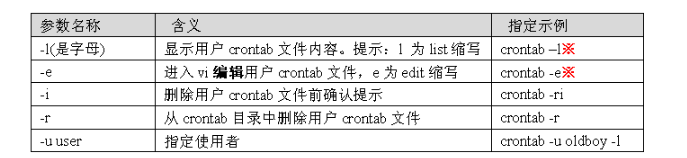 参数名称 含义 指定示例
-l(是字母) 显示用户 crontab 文件内容。提示：l 为 list 缩写 crontab –l※
-e 进入 vi 编辑用户 crontab 文件，e 为 edit 缩写 crontab -e※
-i 删除用户 crontab 文件前确认提示 crontab -ri
-r 从 crontab 目录中删除用户 crontab 文件 crontab -r
-u user 指定使用者 crontab -u oldboy -l